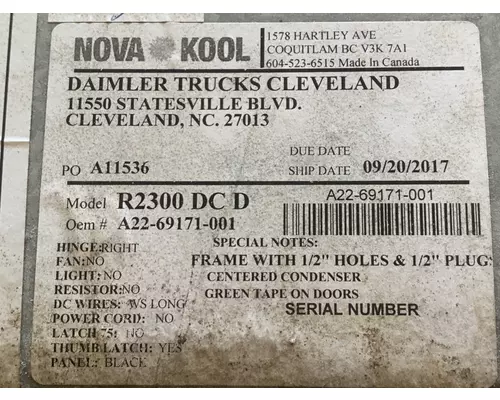 NOVA KOOL
1578 HARTLEY AVE
COQUITLAM BC V3K 7A1
604-523-6515 Made In Canada
DAIMLER TRUCKS CLEVELAND
11550 STATESVILLE BLVD.
CLEVELAND, NC. 27013
DUE DATE
PO A11536
SHIP DATE 09/20/2017
Model R2300 DC D
A22-69171-001
Oem # A22-69171-001
HINGE:RIGHT
SPECIAL NOTES:
FAN:NO
FRAME WITH 1/2" HOLES & 1/2" PLUG
LIGHT:NO
CENTERED CONDENSER
RESISTOR:NO
GREEN TAPE ON DOORS
DC WIRES: WS LONG
SERIAL NUMBER
POWER CORD: NO
LATCH 75: NO
THUMB LATCH: YES
PANEL: BLACK